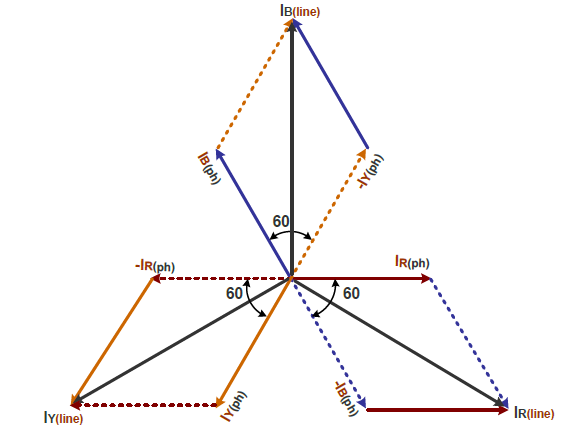 IB(line)
IB(ph)
-IY(ph)
60
-IR(ph)
IR(ph)
60
60
IY(ph)
-IB(ph)
IY(line)
IR(line)